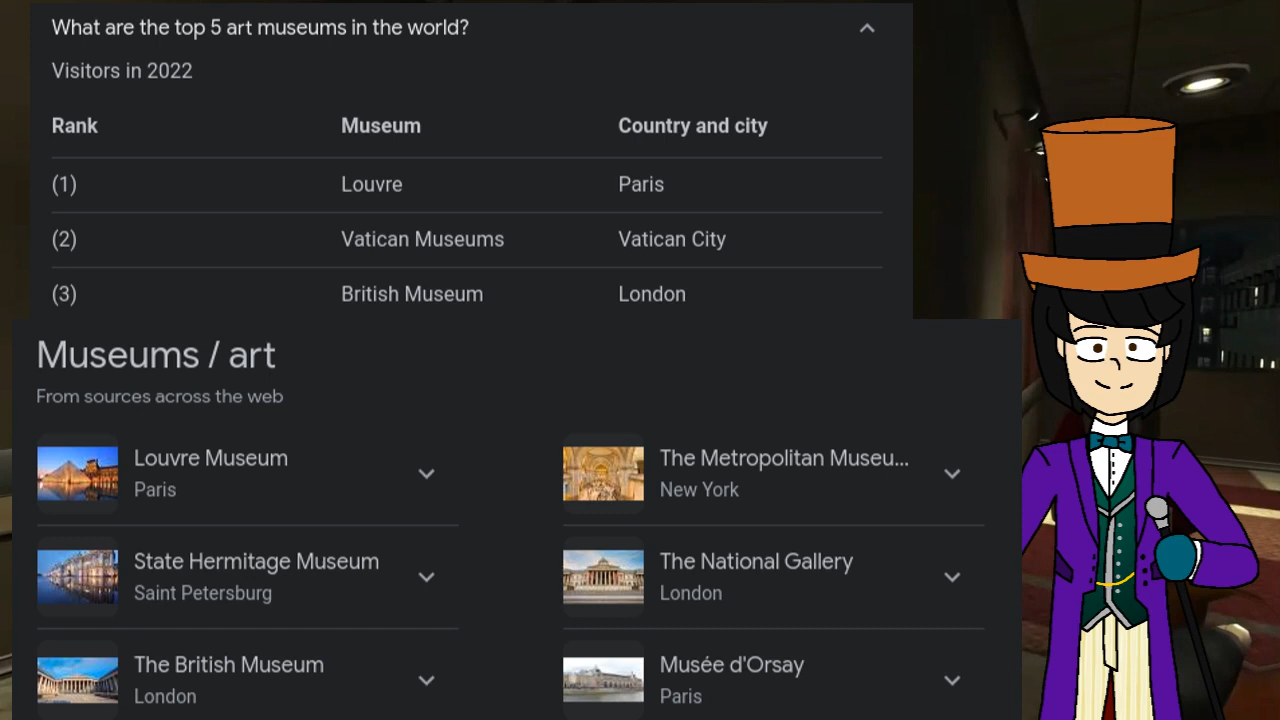 What are the top 5 art museums in the world?
Visitors in 2022
Rank Museum Country and city
(1) Louvre Paris
(2) Vatican Museums Vatican City
(3) British Museum London
Museums / art
From sources across the web
Louvre Museum
Paris
The Metropolitan Museu...
New York
State Hermitage Museum
Saint Petersburg
The National Gallery
London
The British Museum
London
Musée d'Orsay
Paris